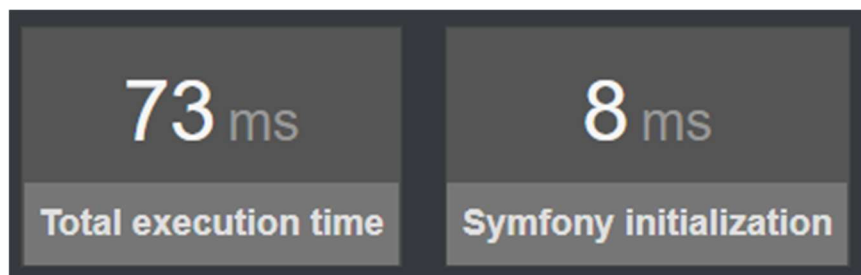 73 ms
Total execution time
8 ms
Symfony initialization